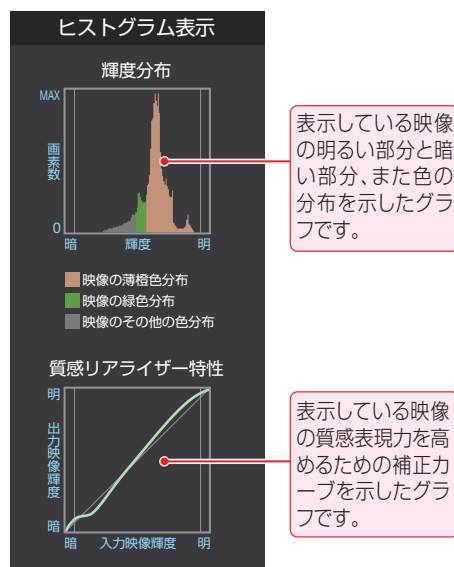 ヒストグラム表示
輝度分布
MAX
画素数
0
暗
輝度
明
映像の薄橙色分布
映像の緑色分布
映像のその他の色分布
表示している映像
の明るい部分と暗
い部分、また色の
分布を示したグラ
フです。
質感リアライザー特性
明
出力映像輝度
暗
暗
入力映像輝度
明
表示している映像
の質感表現力を高
めるための補正カ
ーブを示したグラ
フです。